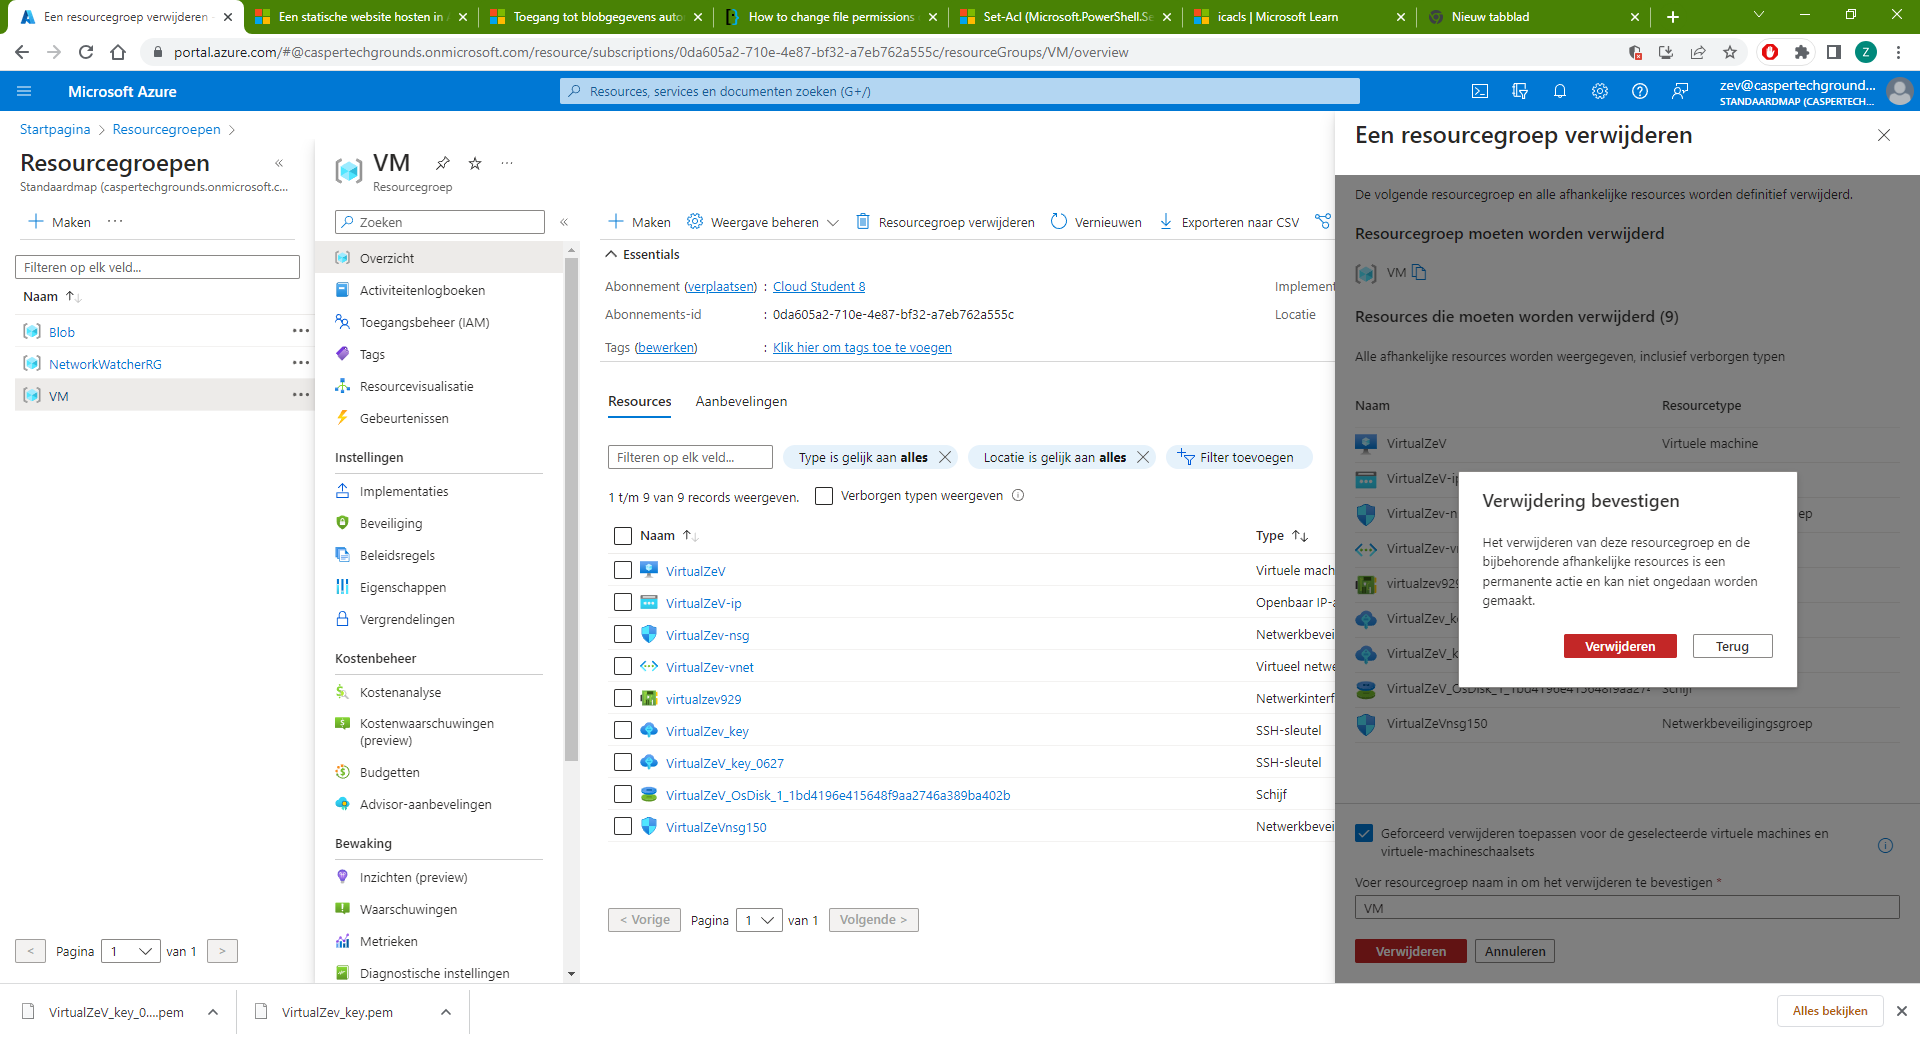 Een resourcegroep verwijderen
Een statische website hosten in
Toegang tot blobgegevens auto
How to change file permissions
Set-Acl (Microsoft.PowerShell.Se
icacls | Microsoft Learn
Nieuw tabblad
portal.azure.com/#@caspertechgrounds.onmicrosoft.com/resource/subscriptions/0da605a2-710e-4e87-bf32-a7eb762a555c/resourceGroups/VM/overview
Z
Microsoft Azure
Resources, services en documenten zoeken (G+/)
zev@caspertechground...
STANDAARDMAP (CASPERTECH...
Startpagina > Resourcegroepen >
Resourcegroepen
Standaardmap (caspertechgrounds.onmicrosoft.c...
Maken ...
Filteren op elk veld...
Naam
Blob
NetworkWatcherRG
VM
< Pagina 1 van 1 >
VM
Resourcegroep
Zoeken
Overzicht
Activiteitenlogboeken
Toegangsbeheer (IAM)
Tags
Resourcevisualisatie
Gebeurtenissen
Instellingen
Implementaties
Beveiliging
Beleidsregels
Eigenschappen
Vergrendelingen
Kostenbeheer
Kostenanalyse
Kostenwaarschuwingen
(preview)
Budgetten
Advisor-aanbevelingen
Bewaking
Inzichten (preview)
Waarschuwingen
Metrieken
Diagnostische instellingen
Maken Weergave beheren Resourcegroep verwijderen Vernieuwen Exporteren naar CSV
Essentials
Abonnement (verplaatsen) : Cloud Student 8
Implement
Abonnements-id : 0da605a2-710e-4e87-bf32-a7eb762a555c
Locatie
Tags (bewerken) : Klik hier om tags toe te voegen
Resources Aanbevelingen
Filteren op elk veld... Type is gelijk aan alles Locatie is gelijk aan alles Filter toevoegen
1 t/m 9 van 9 records weergeven. Verborgen typen weergeven
Naam Type
VirtualZeV Virtuele mach
VirtualZeV-ip Openbaar IP-a
VirtualZev-nsg Netwerkbevei
VirtualZev-vnet Virtueel netwe
virtualzev929 Netwerkinterf
VirtualZev_key SSH-sleutel
VirtualZeV_key_0627 SSH-sleutel
VirtualZeV_OsDisk_1_1bd4196e415648f9aa2746a389ba402b Schijf
VirtualZeVnsg150 Netwerkbevei
< Vorige Pagina 1 van 1 Volgende >
Een resourcegroep verwijderen
De volgende resourcegroep en alle afhankelijke resources worden definitief verwijderd.
Resourcegroep moeten worden verwijderd
VM
Resources die moeten worden verwijderd (9)
Alle afhankelijke resources worden weergegeven, inclusief verborgen typen
Naam Resourcetype
VirtualZeV Virtuele machine
VirtualZeV-ip
VirtualZev-n ep
VirtualZev-vn
virtualzev929
VirtualZev_k
VirtualZeV_k
VirtualZeV_OsDisk_1_1bd4196e415648f9aa27 Schijf
VirtualZeVnsg150 Netwerkbeveiligingsgroep
Verwijdering bevestigen
Het verwijderen van deze resourcegroep en de
bijbehorende afhankelijke resources is een
permanente actie en kan niet ongedaan worden
gemaakt.
Verwijderen Terug
Geforceerd verwijderen toepassen voor de geselecteerde virtuele machines en
virtuele-machineschaalsets
Voer resourcegroep naam in om het verwijderen te bevestigen *
VM
Verwijderen Annuleren
VirtualZeV_key_0....pem
VirtualZev_key.pem
Alles bekijken